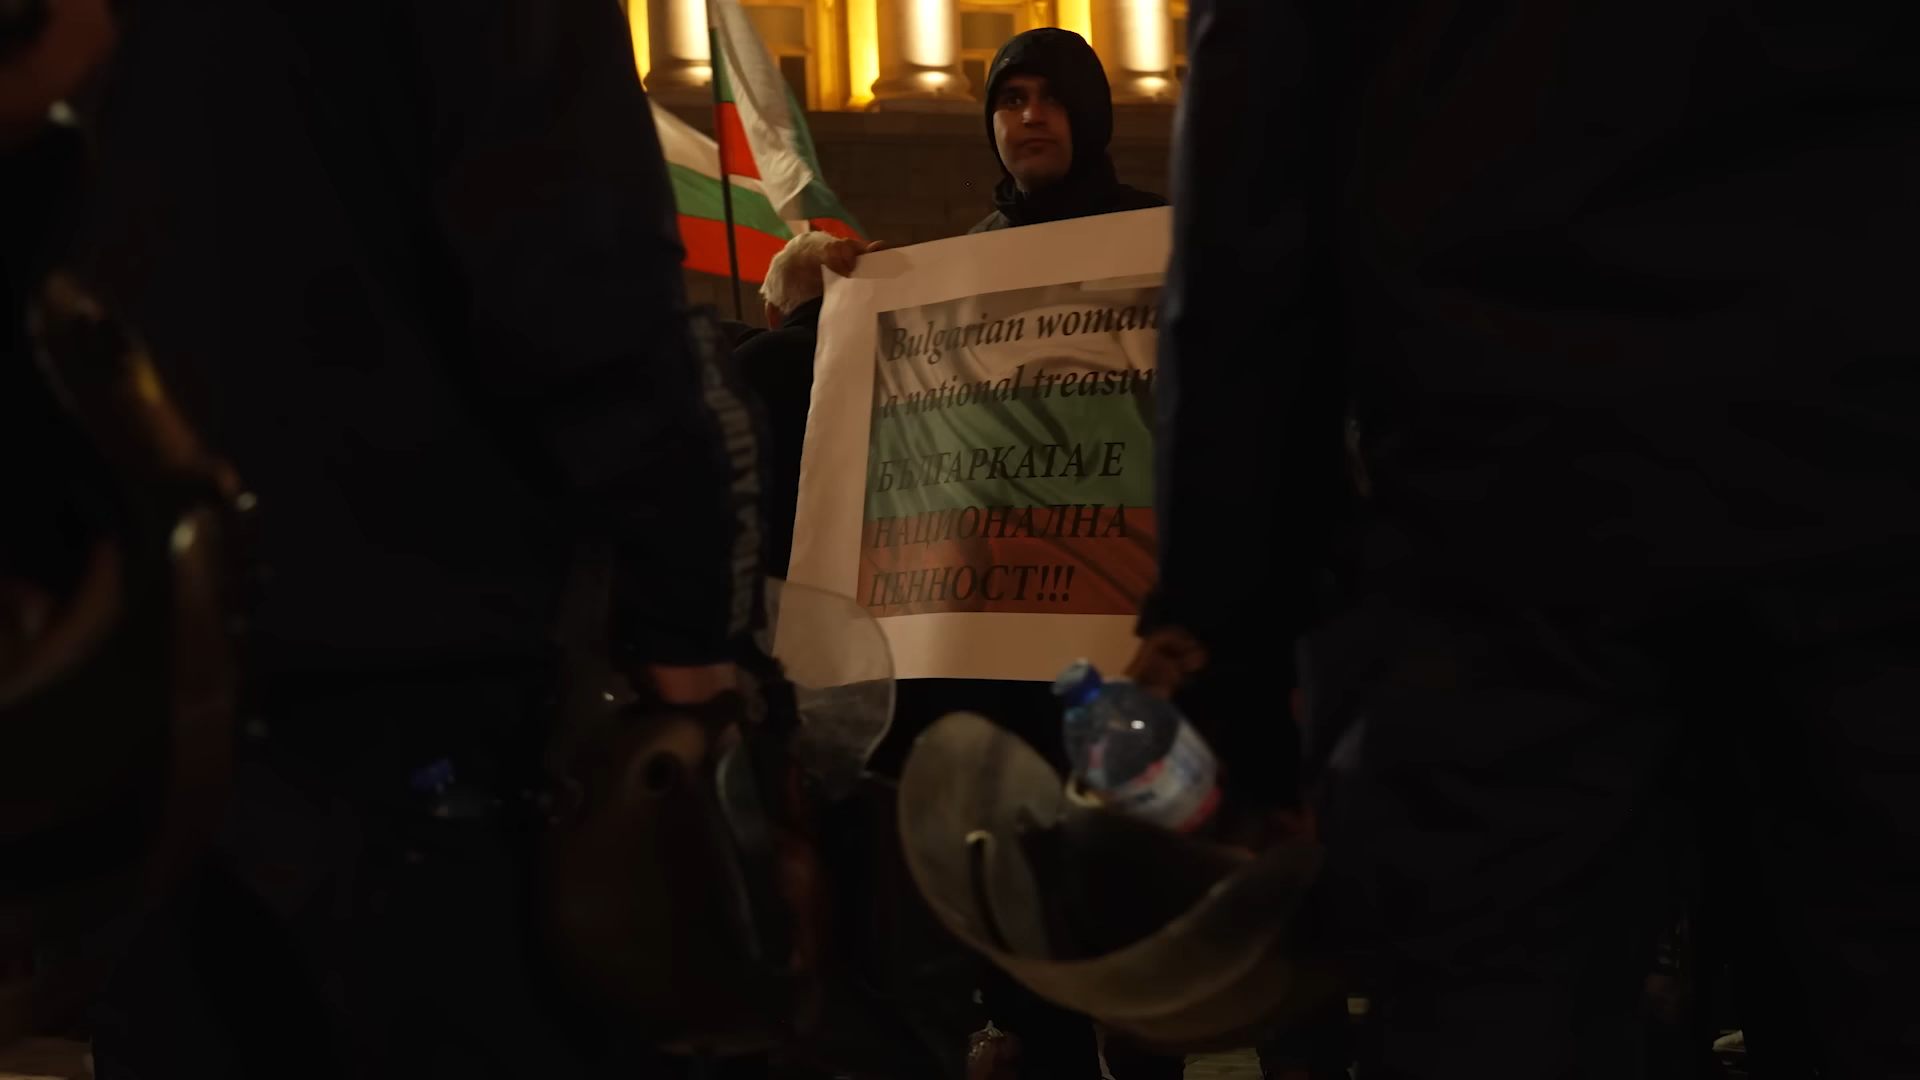 Bulgarian woman
a national treasur
БЪЛГАРКАТА Е
НАЦИОНАЛНА
ЦЕННОСТ!!!